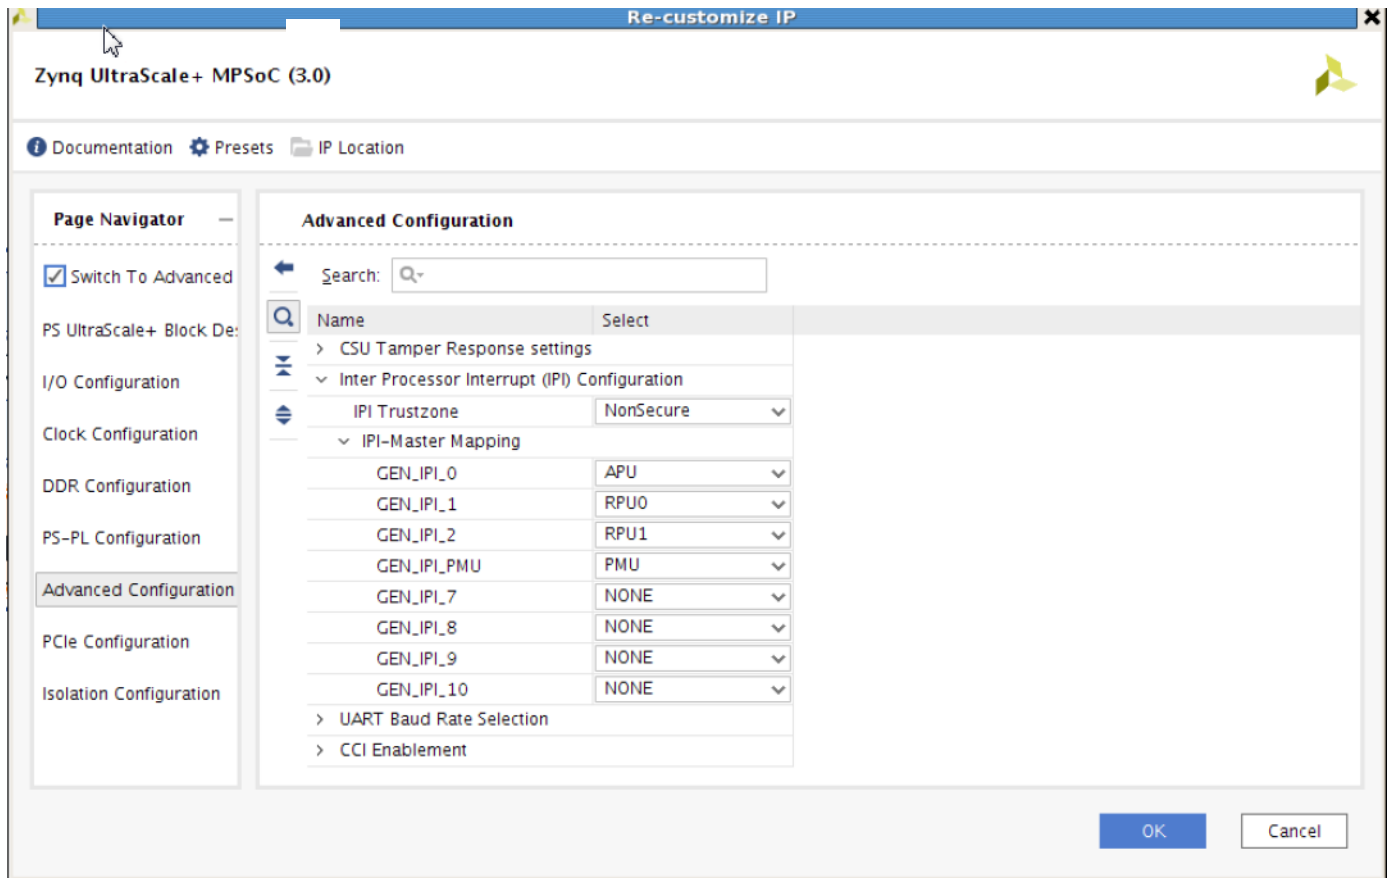 Re-customize IP
Zynq UltraScale+ MPSoC (3.0)
Documentation Presets IP Location
Page Navigator
Switch To Advanced
PS UltraScale+ Block Des
I/O Configuration
Clock Configuration
DDR Configuration
PS-PL Configuration
Advanced Configuration
PCIe Configuration
Isolation Configuration
Advanced Configuration
Search:
Name Select
CSU Tamper Response settings
Inter Processor Interrupt (IPI) Configuration
IPI Trustzone NonSecure
IPI-Master Mapping
GEN_IPI_0 APU
GEN_IPI_1 RPU0
GEN_IPI_2 RPU1
GEN_IPI_PMU PMU
GEN_IPI_7 NONE
GEN_IPI_8 NONE
GEN_IPI_9 NONE
GEN_IPI_10 NONE
UART Baud Rate Selection
CCI Enablement
OK Cancel